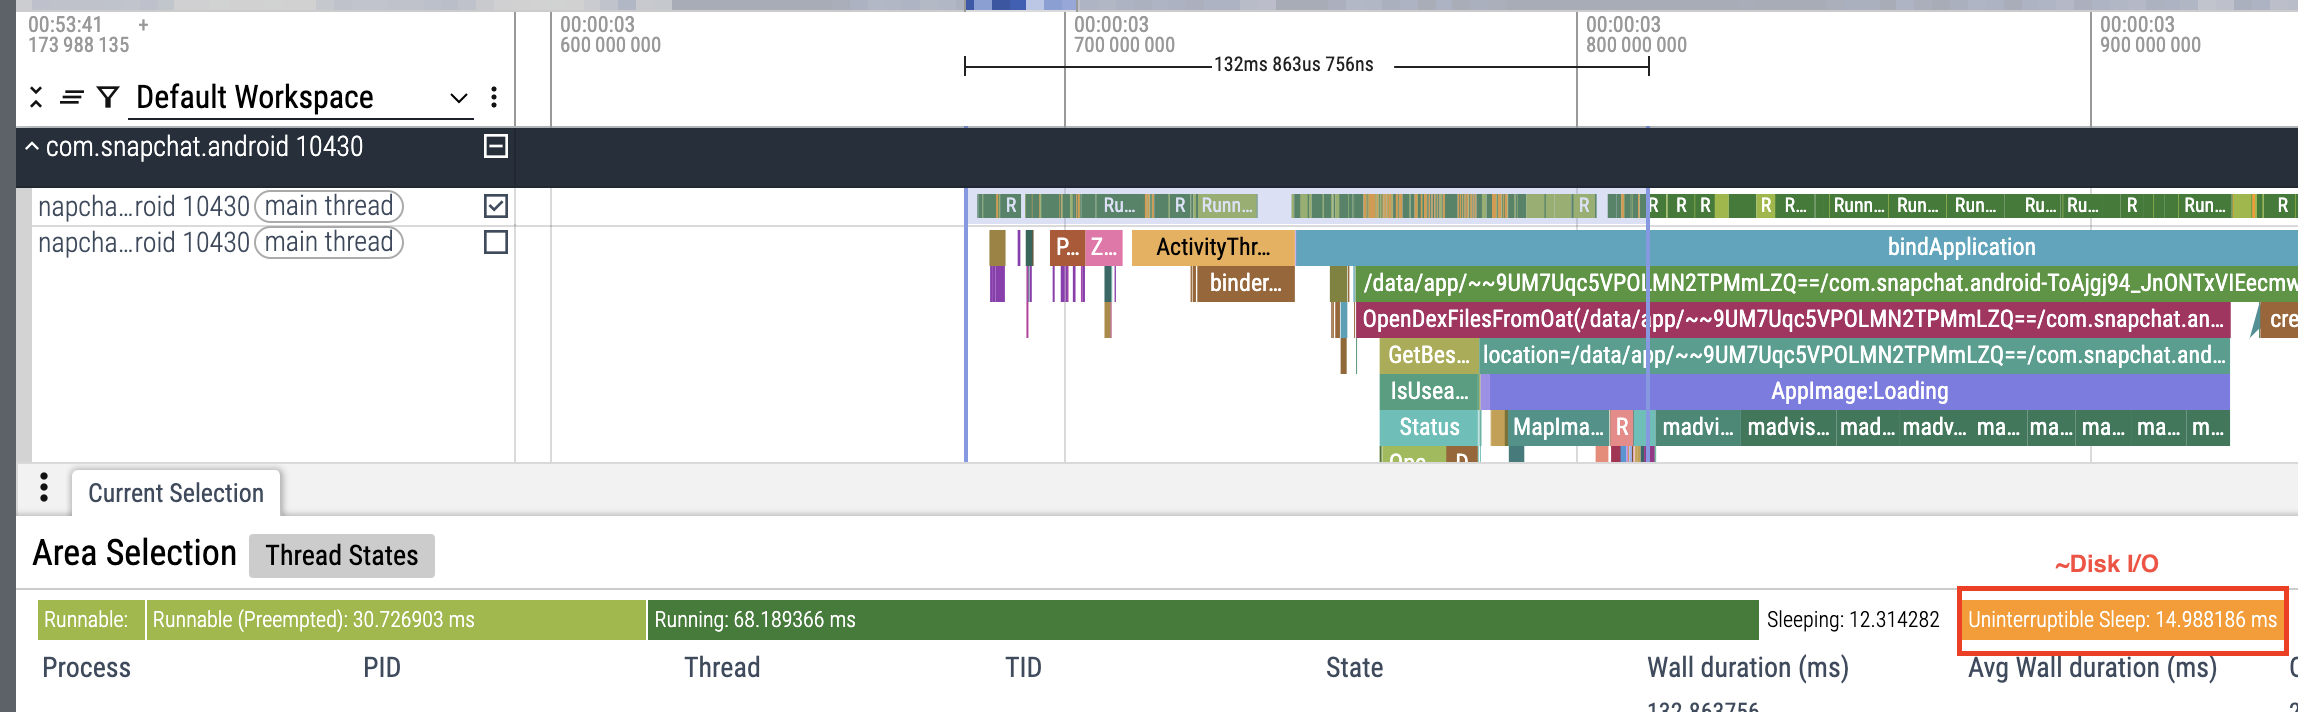 00:53:41 +
173 988 135
00:00:03
600 000 000
00:00:03
700 000 000
00:00:03
800 000 000
00:00:03
900 000 000
132ms 863us 756ns
Default Workspace
com.snapchat.android 10430
napcha...roid 10430 main thread
R Ru... R Runn... R R R R R R... Runn... Run... Run... Ru... Ru... R Run... R
napcha...roid 10430 main thread
P... Z... ActivityThr... bindApplication
binder... /data/app/~~9UM7Uqc5VPOLMN2TPMmLZQ==/com.snapchat.android-ToAjgj94_JnONTxVIEecmw
OpenDexFilesFromOat(/data/app/~~9UM7Uqc5VPOLMN2TPMmLZQ==/com.snapchat.an... cre
GetBes... location=/data/app/~~9UM7Uqc5VPOLMN2TPMmLZQ==/com.snapchat.and...
IsUsea... AppImage:Loading
Status MapIma... R madvi... madvis... mad... madv... ma... ma... ma... ma... m...
Ope D
Current Selection
Area Selection Thread States
~Disk I/O
Runnable: Runnable (Preempted): 30.726903 ms Running: 68.189366 ms Sleeping: 12.314282 Uninterruptible Sleep: 14.988186 ms
Process PID Thread TID State Wall duration (ms) Avg Wall duration (ms)
132.863756